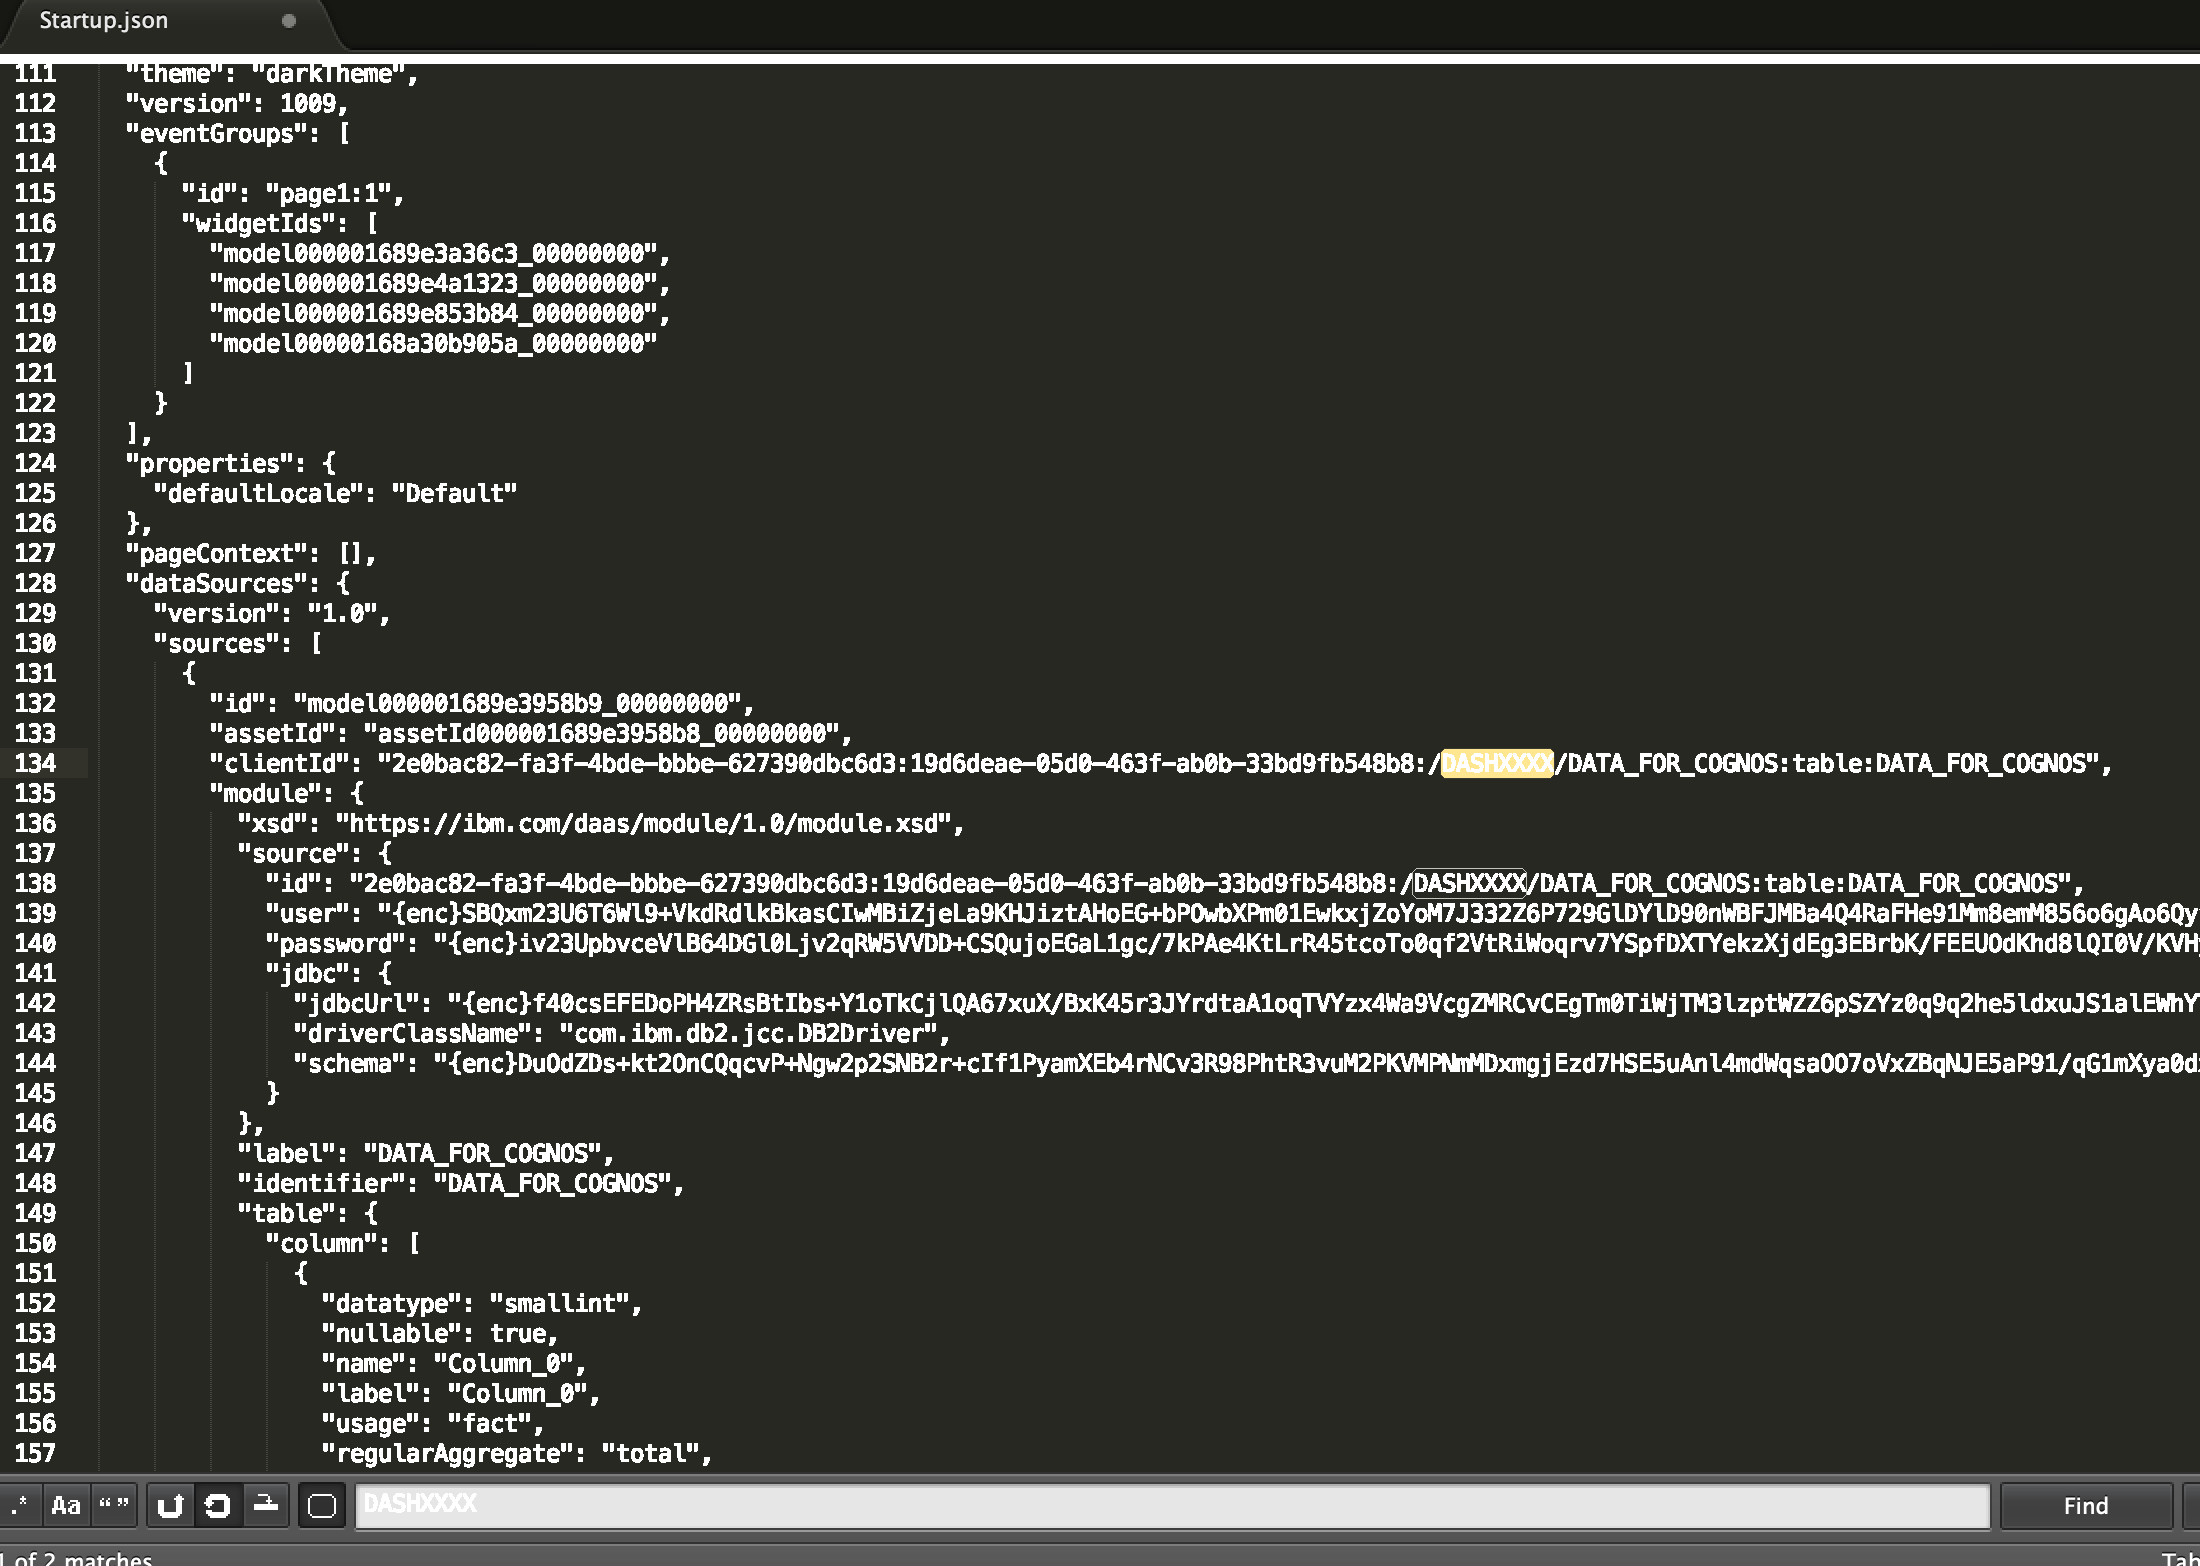 Startup.json
111 "theme": "darkTheme",
112 "version": 1009,
113 "eventGroups": [
114 {
115 "id": "page1:1",
116 "widgetIds": [
117 "model000001689e3a36c3_00000000",
118 "model000001689e4a1323_00000000",
119 "model000001689e853b84_00000000",
120 "model00000168a30b905a_00000000"
121 ]
122 }
123 ],
124 "properties": {
125 "defaultLocale": "Default"
126 },
127 "pageContext": [],
128 "dataSources": {
129 "version": "1.0",
130 "sources": [
131 {
132 "id": "model000001689e3958b9_00000000",
133 "assetId": "assetId000001689e3958b8_00000000",
134 "clientId": "2e0bac82-fa3f-4bde-bbbe-627390dbc6d3:19d6deae-05d0-463f-ab0b-33bd9fb548b8:/DASHXXXX/DATA_FOR_COGNOS:table:DATA_FOR_COGNOS",
135 "module": {
136 "xsd": "https://ibm.com/daas/module/1.0/module.xsd",
137 "source": {
138 "id": "2e0bac82-fa3f-4bde-bbbe-627390dbc6d3:19d6deae-05d0-463f-ab0b-33bd9fb548b8:/DASHXXXX/DATA_FOR_COGNOS:table:DATA_FOR_COGNOS",
139 "user": "{enc}SBQxm23U6T6Wl9+VkdRdlkBkasCIwMBiZjeLa9KHJiztAHoEG+bPOwbXPm01EwkxjZoYoM7J332Z6P729GlDYlD90nWBFJMBa4Q4RaFHe91Mm8emM856o6gAo6Qy
140 "password": "{enc}iv23UpbvceVlB64DGl0Ljv2qRW5VVDD+CSQujoEGaL1gc/7kPAe4KtLrR45tcoTo0qf2VtRiWoqrv7YSpfDXTYekzXjdEg3EBrbK/FEEUOdKhd8lQI0V/KVH
141 "jdbc": {
142 "jdbcUrl": "{enc}f40csEFEDoPH4ZRsBtIbs+Y1oTkCjlQA67xuX/BxK45r3JYrdtaA1oqTVYzx4Wa9VcgZMRCvCEgTm0TiWjTM3lzptWZZ6pSZYz0q9q2he5ldxuJS1alEWhY
143 "driverClassName": "com.ibm.db2.jcc.DB2Driver",
144 "schema": "{enc}DuOdZDs+kt2OnCQqcvP+Ngw2p2SNB2r+cIf1PyamXEb4rNCv3R98PhtR3vuM2PKVMPNmMDxmgjEzd7HSE5uAnl4mdWqsaOO7oVxZBqNJE5aP91/qG1mXya0d
145 }
146 },
147 "label": "DATA_FOR_COGNOS",
148 "identifier": "DATA_FOR_COGNOS",
149 "table": {
150 "column": [
151 {
152 "datatype": "smallint",
153 "nullable": true,
154 "name": "Column_0",
155 "label": "Column_0",
156 "usage": "fact",
157 "regularAggregate": "total",
.* Aa “ ” DASHXXXX Find
1 of 2 matches